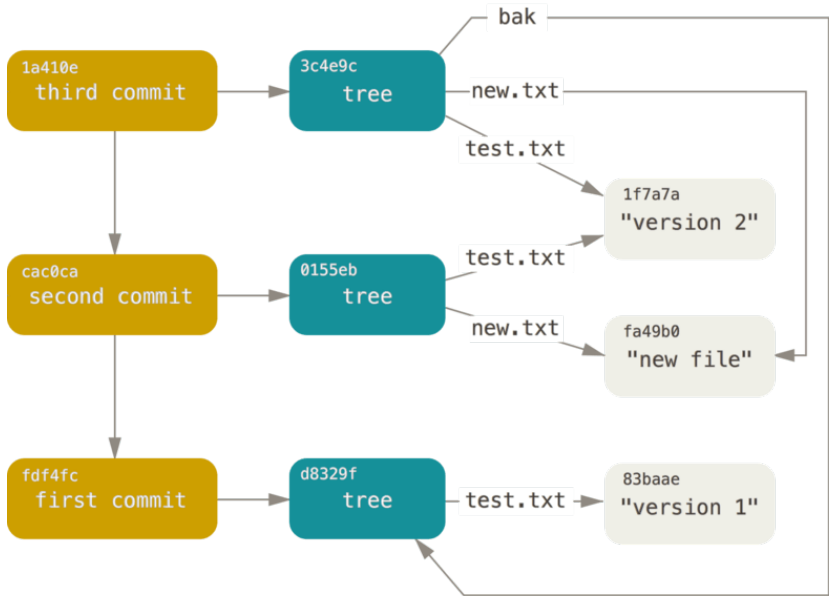 bak
1a410e
third commit
3c4e9c
tree
new.txt
test.txt
1f7a7a
"version 2"
cac0ca
second commit
0155eb
tree
test.txt
new.txt
fa49b0
"new file"
fdf4fc
first commit
d8329f
tree
test.txt
83baae
"version 1"